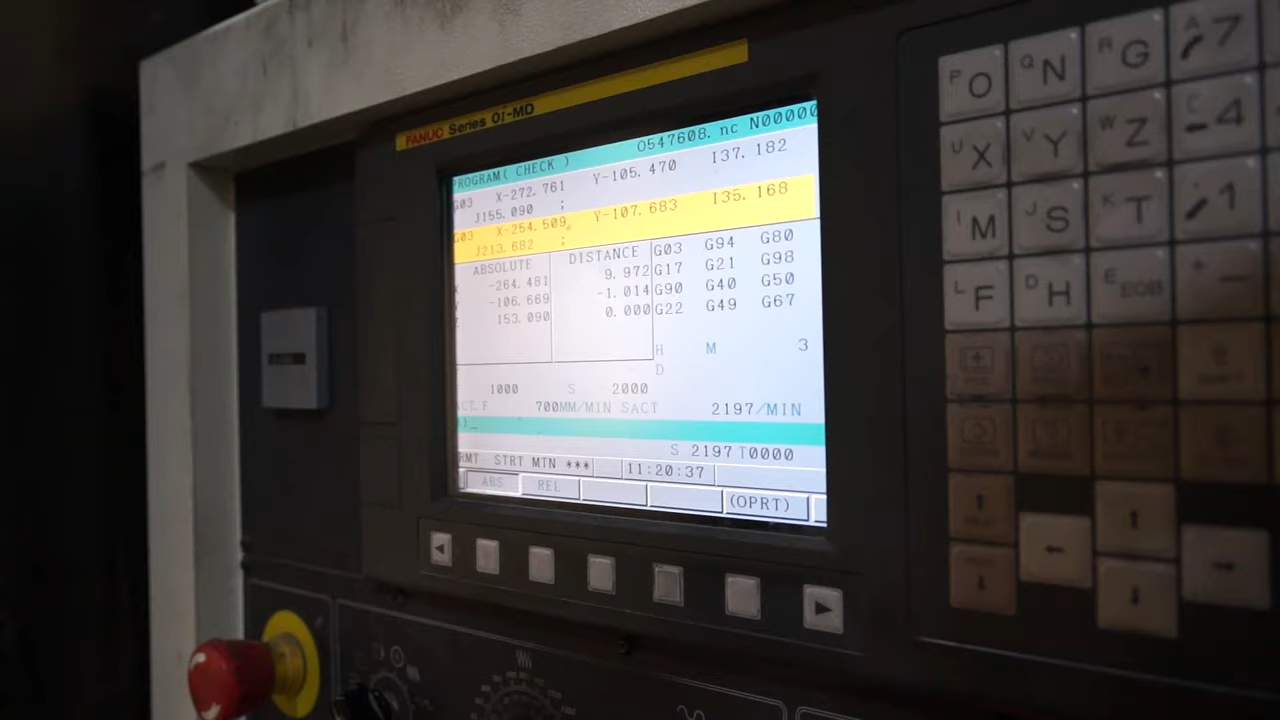 FANUC Series 0i-MD
PROGRAM( CHECK ) O547608.nc N00000
G03 X-272.761 Y-105.470 I37.182
J155.090 ;
G03 X-254.509 Y-107.683 I35.168
J213.682 ;
ABSOLUTE DISTANCE G03 G94 G80
-264.481 9.972 G17 G21 G98
-106.669 -1.014 G90 G40 G50
153.090 0.000 G22 G49 G67
H M 3
D
1000 S 2000
ACT.F 700MM/MIN SACT 2197/MIN
S 2197 T0000
RMT STRT MTN *** 11:20:37
ABS REL (OPRT)
P O Q N R G A 7
U X V Y W Z C 4
I M J S K T 1
L F D H E EOB + -